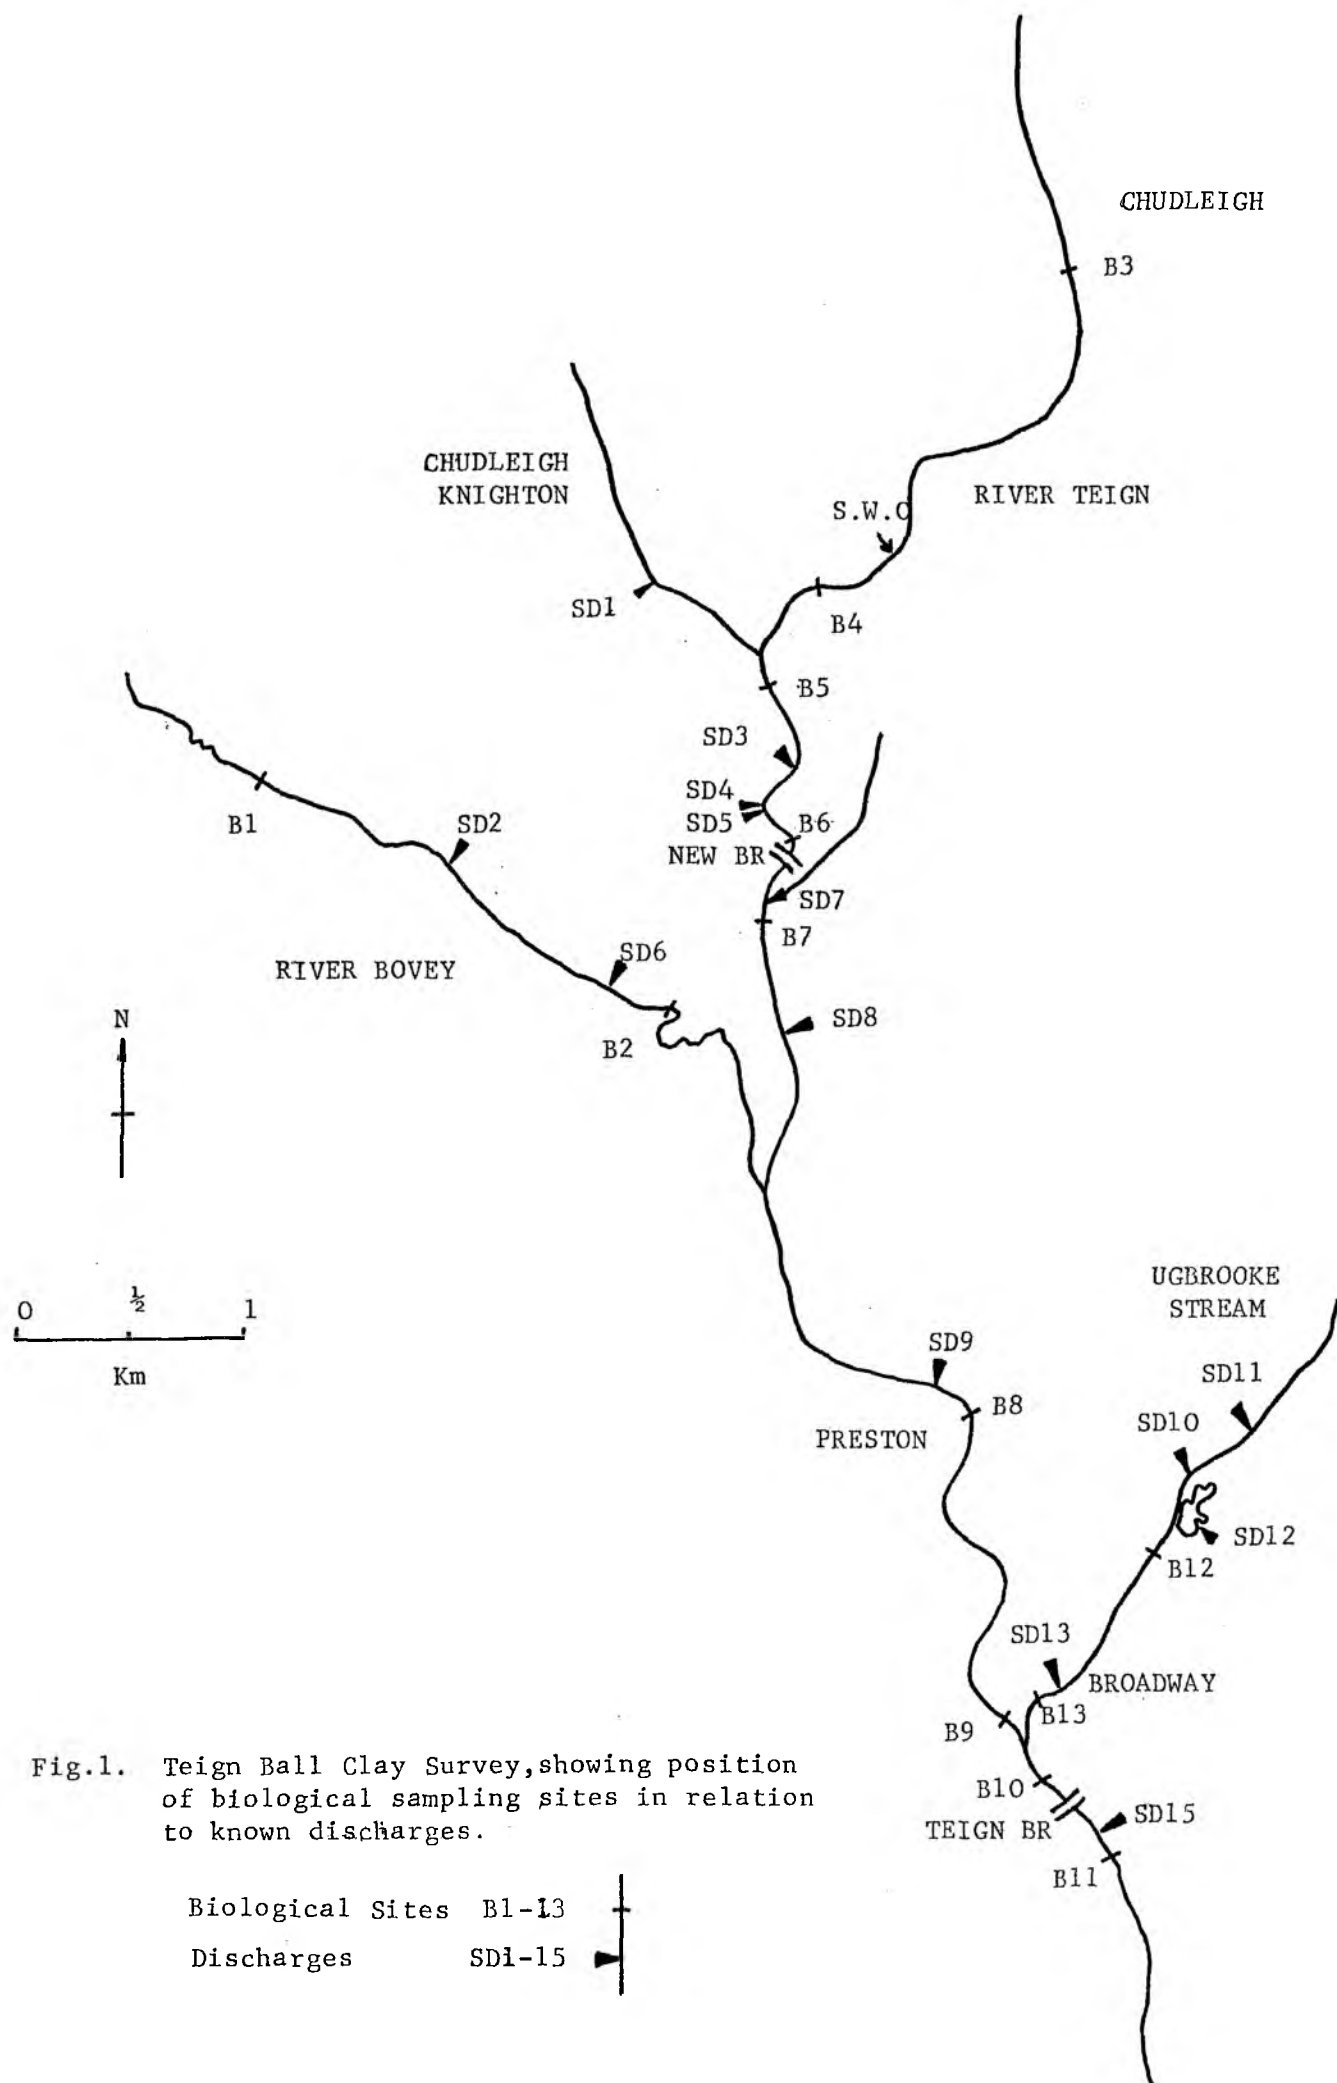 CHUDLEIGH
B3
CHUDLEIGH
KNIGHTON
RIVER TEIGN
S.W.O
SD1
B4
B5
SD3
SD4
SD5
B6
NEW BR
B1
SD2
SD7
B7
SD6
RIVER BOVEY
SD8
B2
N
UGBROOKE
STREAM
0 ½ 1
Km
SD9
SD11
B8
SD10
PRESTON
SD12
B12
SD13
BROADWAY
B13
B9
B10
TEIGN BR
SD15
B11
Fig.1. Teign Ball Clay Survey,showing position
of biological sampling sites in relation
to known discharges.
Biological Sites B1-13
Discharges SD1-15